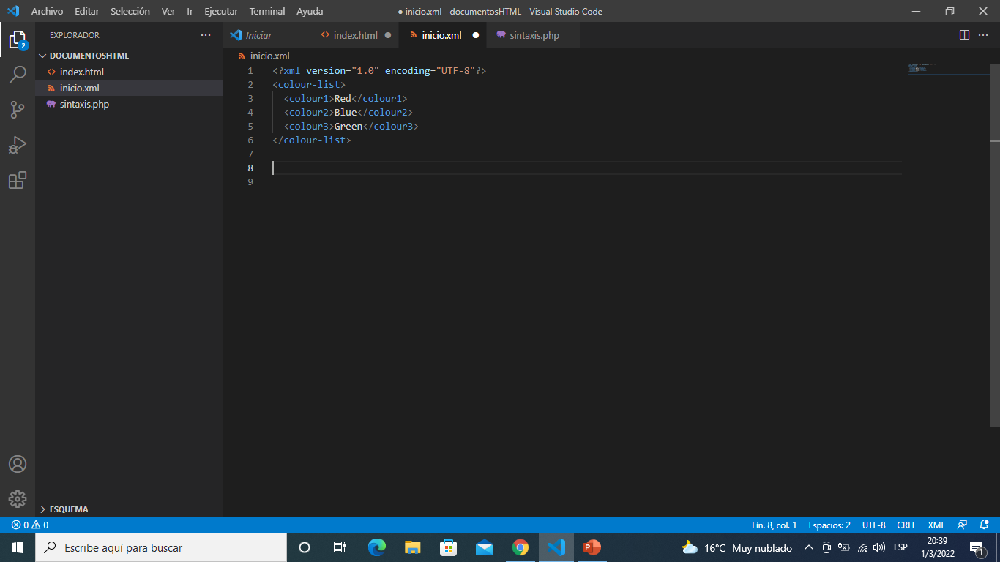 Archivo Editar Selección Ver Ir Ejecutar Terminal Ayuda ● inicio.xml - documentosHTML - Visual Studio Code
EXPLORADOR
DOCUMENTOSHTML
index.html
inicio.xml
sintaxis.php
ESQUEMA
2
Iniciar index.html inicio.xml sintaxis.php
inicio.xml
1 <?xml version="1.0" encoding="UTF-8"?>
2 <colour-list>
3 <colour1>Red</colour1>
4 <colour2>Blue</colour2>
5 <colour3>Green</colour3>
6 </colour-list>
7
8
9
0 0 Lín. 8, col. 1 Espacios: 2 UTF-8 CRLF XML
Escribe aquí para buscar 16°C Muy nublado ESP 20:39
1/3/2022 1